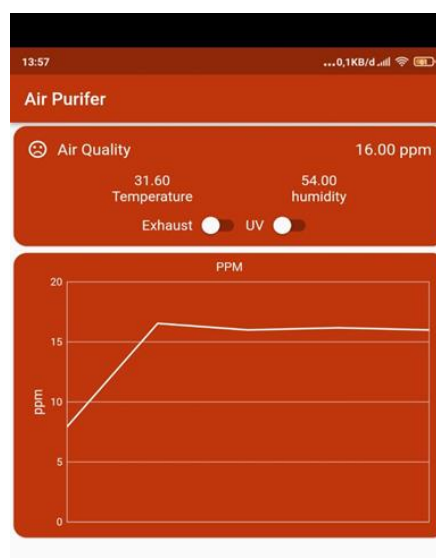 13:57 ...0,1KB/d
Air Purifer
Air Quality 16.00 ppm
31.60 54.00
Temperature humidity
Exhaust UV
PPM
20
15
10
5
0
ppm